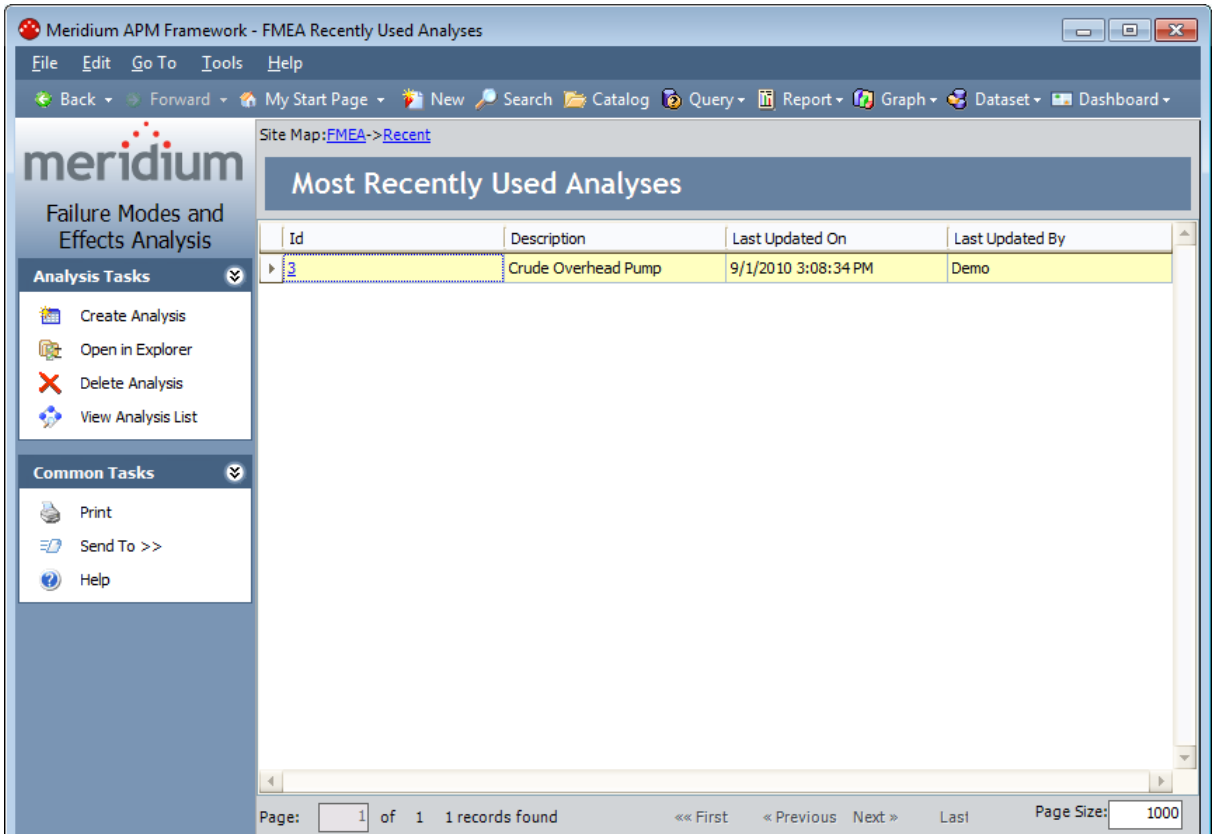 Meridium APM Framework - FMEA Recently Used Analyses
File Edit Go To Tools Help
Back Forward My Start Page New Search Catalog Query Report Graph Dataset Dashboard
Site Map:FMEA->Recent
meridium
Most Recently Used Analyses
Failure Modes and
Effects Analysis
Id Description Last Updated On Last Updated By
3 Crude Overhead Pump 9/1/2010 3:08:34 PM Demo
Analysis Tasks
Create Analysis
Open in Explorer
Delete Analysis
View Analysis List
Common Tasks
Print
Send To >>
Help
Page: 1 of 1 1 records found «« First « Previous Next » Last Page Size: 1000